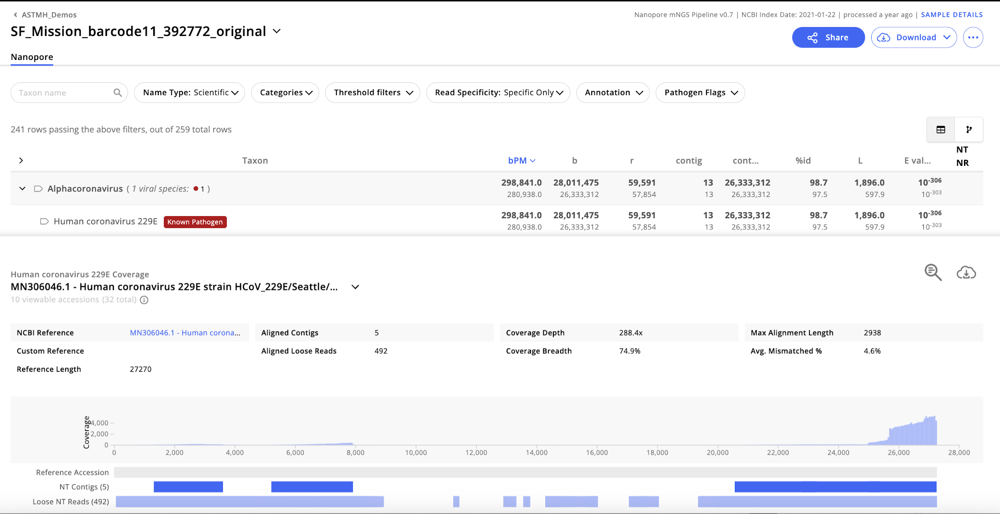 ASTMH_Demos
Nanopore mNGS Pipeline v0.7 | NCBI Index Date: 2021-01-22 | processed a year ago | SAMPLE DETAILS
SF_Mission_barcode11_392772_original
Share Download
Nanopore
Taxon name Name Type: Scientific Categories Threshold filters Read Specificity: Specific Only Annotation Pathogen Flags
241 rows passing the above filters, out of 259 total rows
Taxon bPM b r contig cont... %id L E val... NT
NR
Alphacoronavirus ( 1 viral species: 1 ) 298,841.0 28,011,475 59,591 13 26,333,312 98.7 1,896.0 10-306
280,938.0 26,333,312 57,854 13 26,333,312 97.5 597.9 10-303
Human coronavirus 229E Known Pathogen 298,841.0 28,011,475 59,591 13 26,333,312 98.7 1,896.0 10-306
280,938.0 26,333,312 57,854 13 26,333,312 97.5 597.9 10-303
Human coronavirus 229E Coverage
MN306046.1 - Human coronavirus 229E strain HCoV_229E/Seattle/...
10 viewable accessions (32 total)
NCBI Reference MN306046.1 - Human corona... Aligned Contigs 5 Coverage Depth 288.4x Max Alignment Length 2938
Custom Reference Aligned Loose Reads 492 Coverage Breadth 74.9% Avg. Mismatched % 4.6%
Reference Length 27270
Coverage
4,000
2,000
0
0 2,000 4,000 6,000 8,000 10,000 12,000 14,000 16,000 18,000 20,000 22,000 24,000 26,000 28,000
Reference Accession
NT Contigs (5)
Loose NT Reads (492)